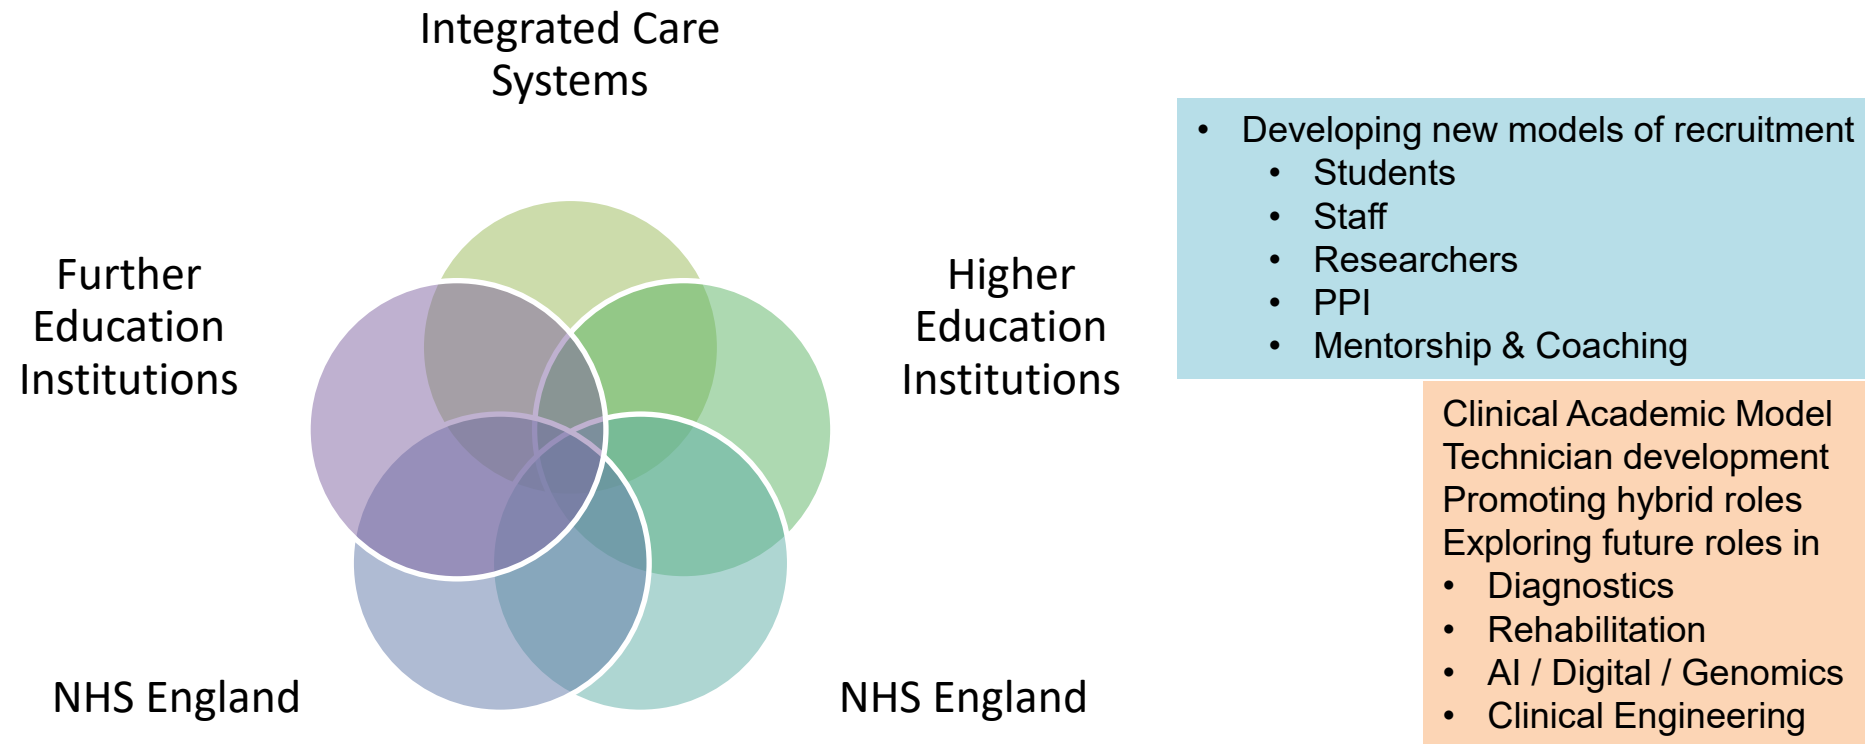 Integrated Care
Systems
Further
Education
Institutions
Higher
Education
Institutions
NHS England
NHS England
• Developing new models of recruitment
• Students
• Staff
• Researchers
• PPI
• Mentorship & Coaching
Clinical Academic Model
Technician development
Promoting hybrid roles
Exploring future roles in
• Diagnostics
• Rehabilitation
• AI / Digital / Genomics
• Clinical Engineering